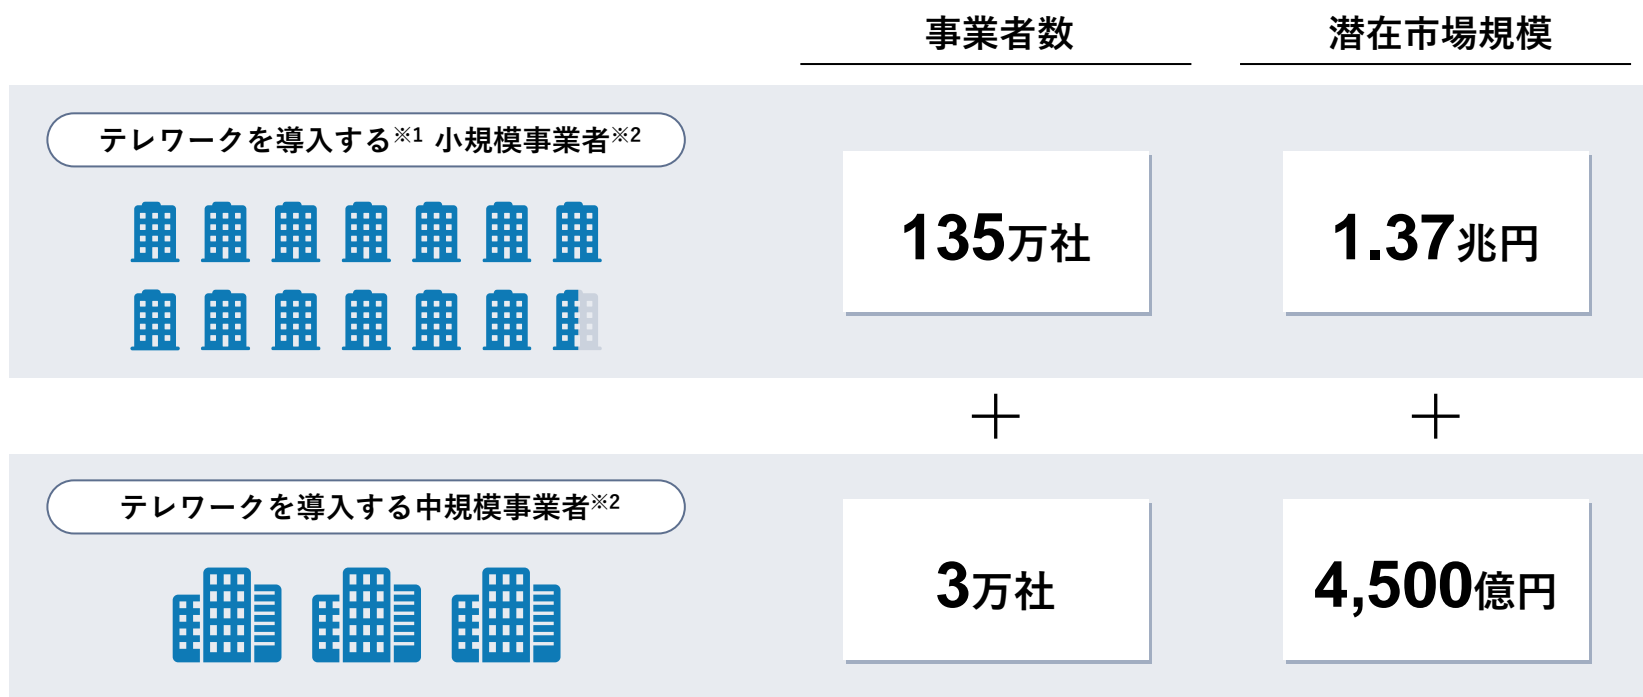 事業者数
潜在市場規模
テレワークを導入する※1 小規模事業者※2
135万社
1.37兆円
＋
＋
テレワークを導入する中規模事業者※2
3万社
4,500億円